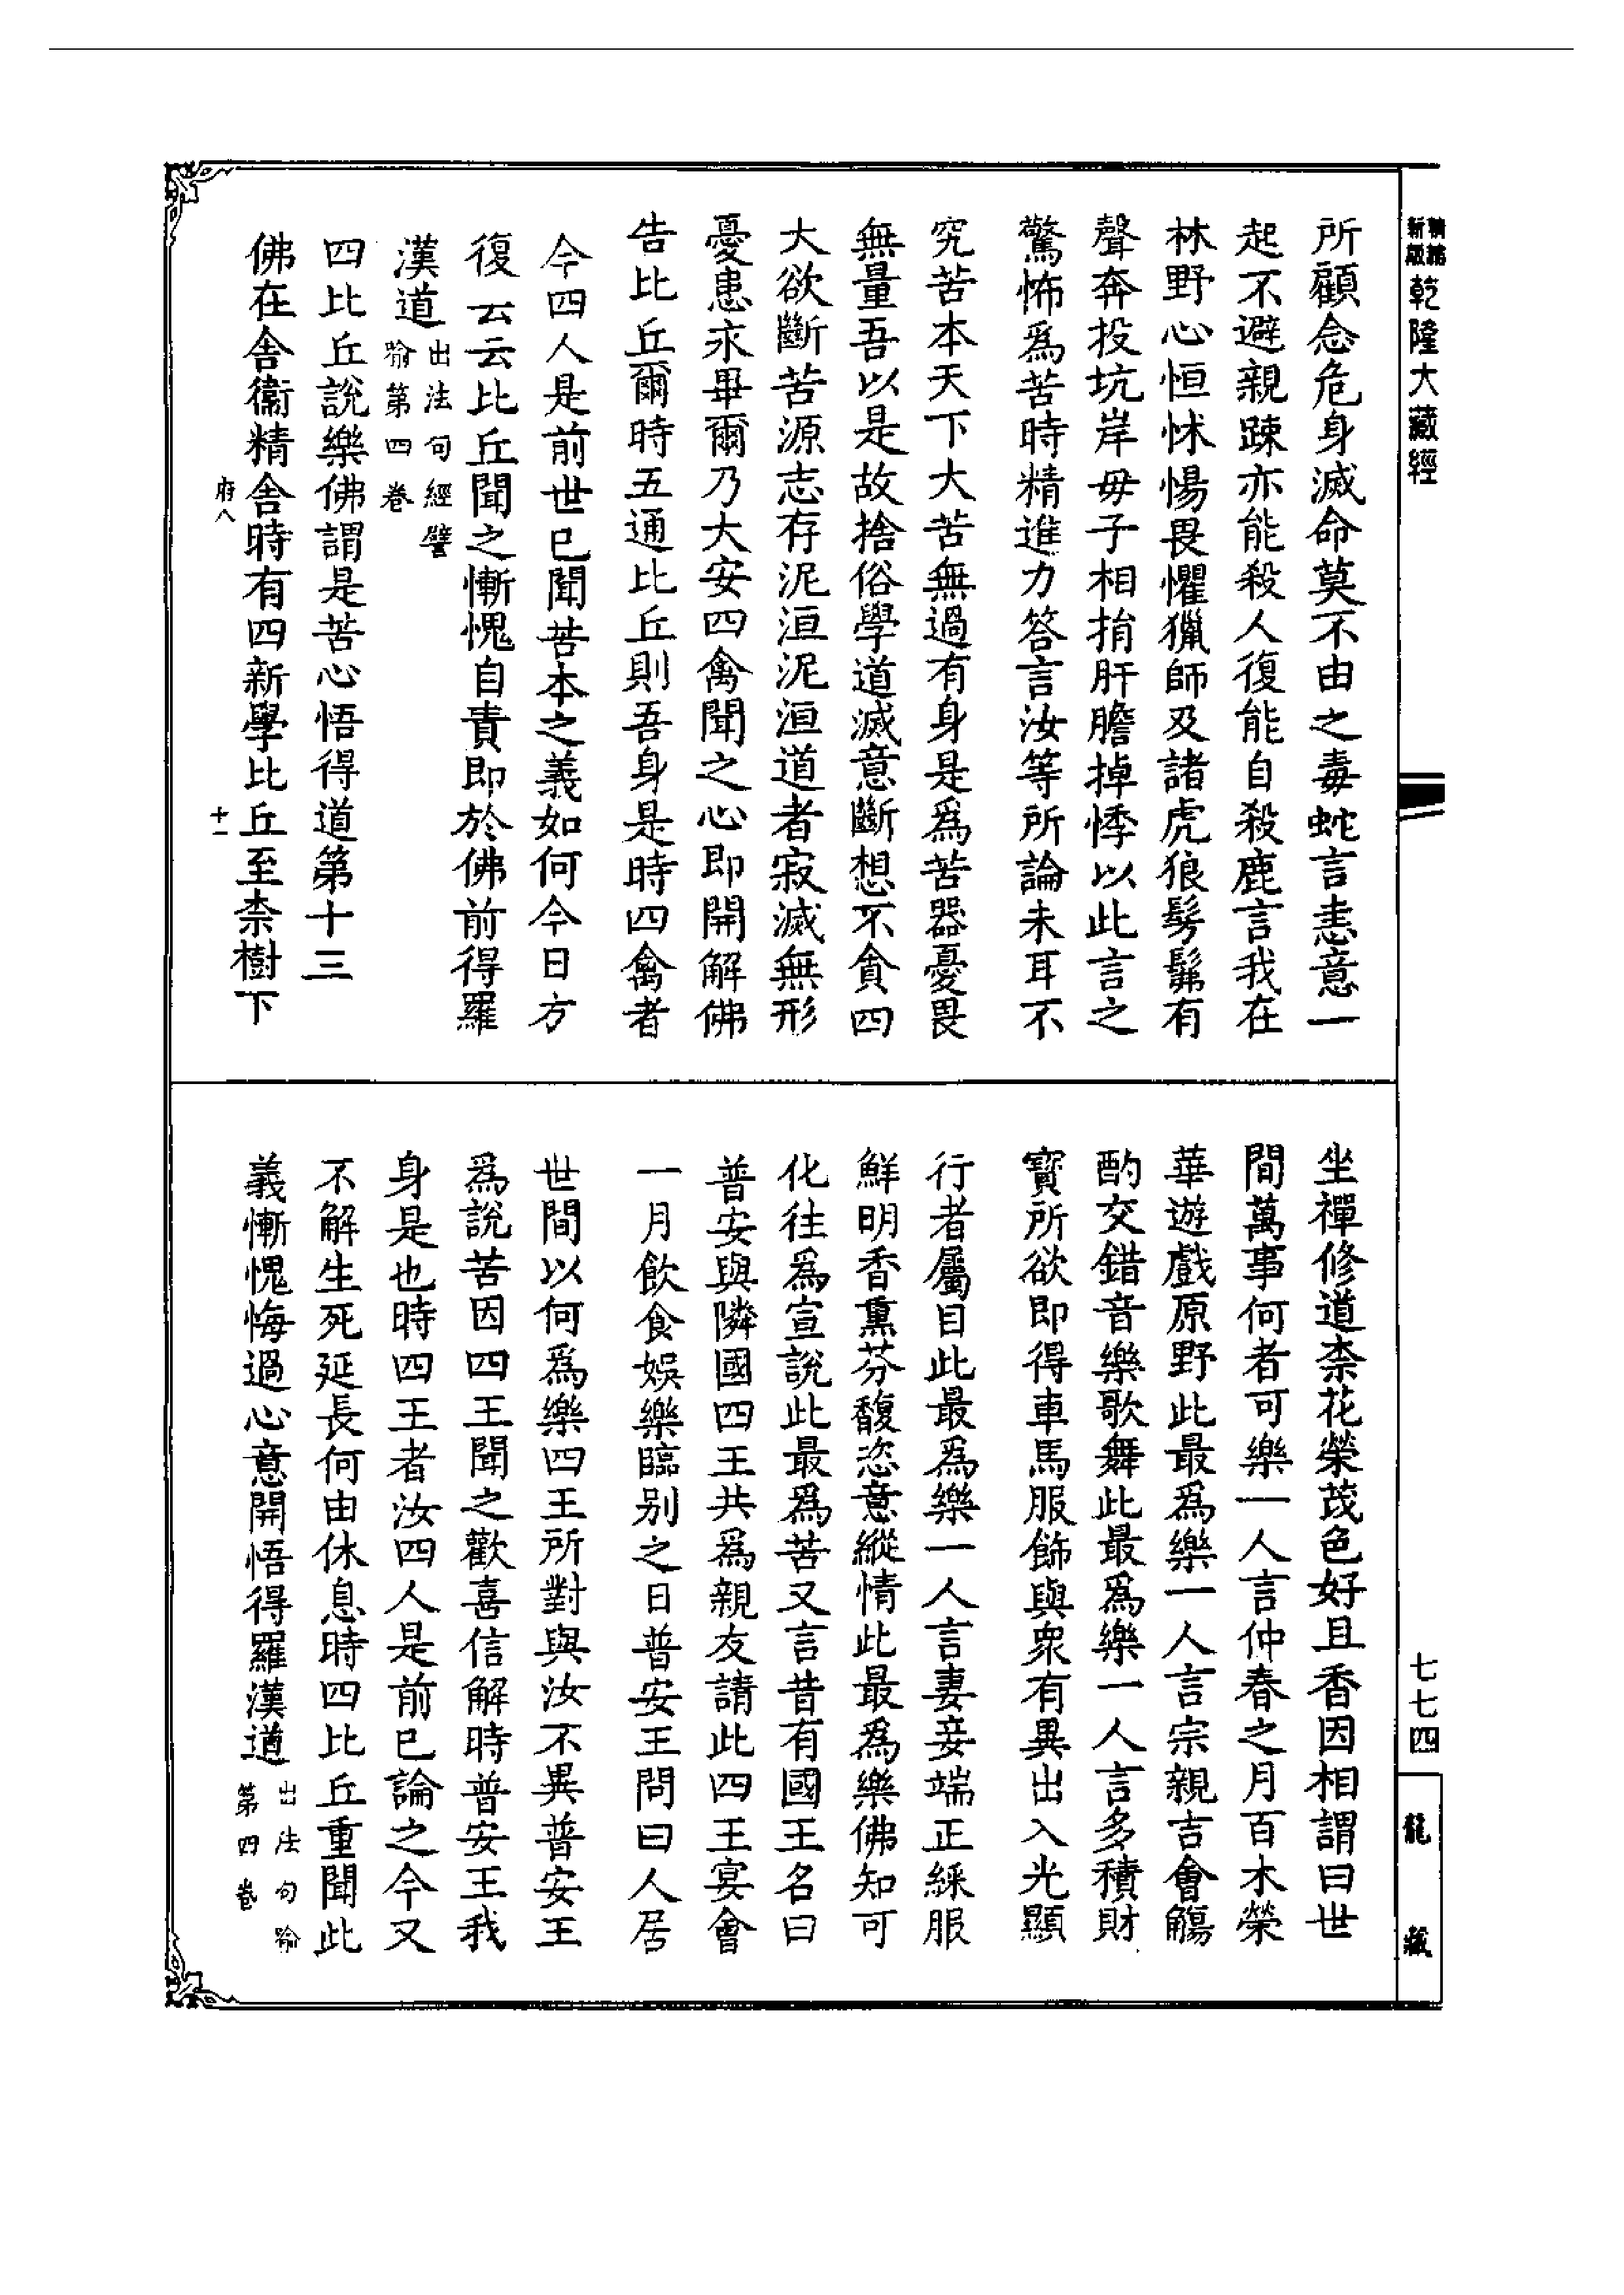 精編新版
乾隆大藏經
所顧念危身滅命莫不由之毒蛇言恚意一
起不避親踈亦能殺人復能自殺鹿言我在
林野心恒怵惕畏懼獵師及諸虎狼髣髴有
聲奔投坑岸毋子相捐肝膽掉悸以此言之
驚怖爲苦時精進力答言汝等所論未耳不
究苦本天下大苦無過有身是爲苦器憂畏
無量吾以是故捨俗學道滅意斷想不貪四
大欲斷苦源志存泥洹泥洹道者寂滅無形
憂患永畢爾乃大安四禽聞之心即開解佛
告比丘爾時五通比丘則吾身是時四禽者
今四人是前世已聞苦本之義如何今日方
復云云比丘聞之慚愧自責即於佛前得羅
漢道出法句經譬喻第四卷
四比丘說樂佛謂是苦心悟得道第十三
佛在舍衞精舍時有四新學比丘至柰樹下
府八
十一
坐禪修道柰花榮茂色好且香因相謂曰世
間萬事何者可樂一人言仲春之月百木榮
華遊戲原野此最爲樂一人言宗親吉會觴
酌交錯音樂歌舞此最爲樂一人言多積財
寶所欲即得車馬服飾與衆有異出入光顯
行者屬目此最爲樂一人言妻妾端正綵服
鮮明香熏芬馥恣意縱情此最爲樂佛知可
化往爲宣說此最爲苦又言昔有國王名曰
普安與隣國四王共爲親友請此四王宴會
一月飲食娛樂臨別之日普安王問曰人居
世間以何爲樂四王所對與汝不異普安王
爲說苦因四王聞之歡喜信解時普安王我
身是也時四王者汝四人是前已論之今又
不解生死延長何由休息時四比丘重聞此
義慚愧悔過心意開悟得羅漢道出法句喻第四卷
七七四
龍藏